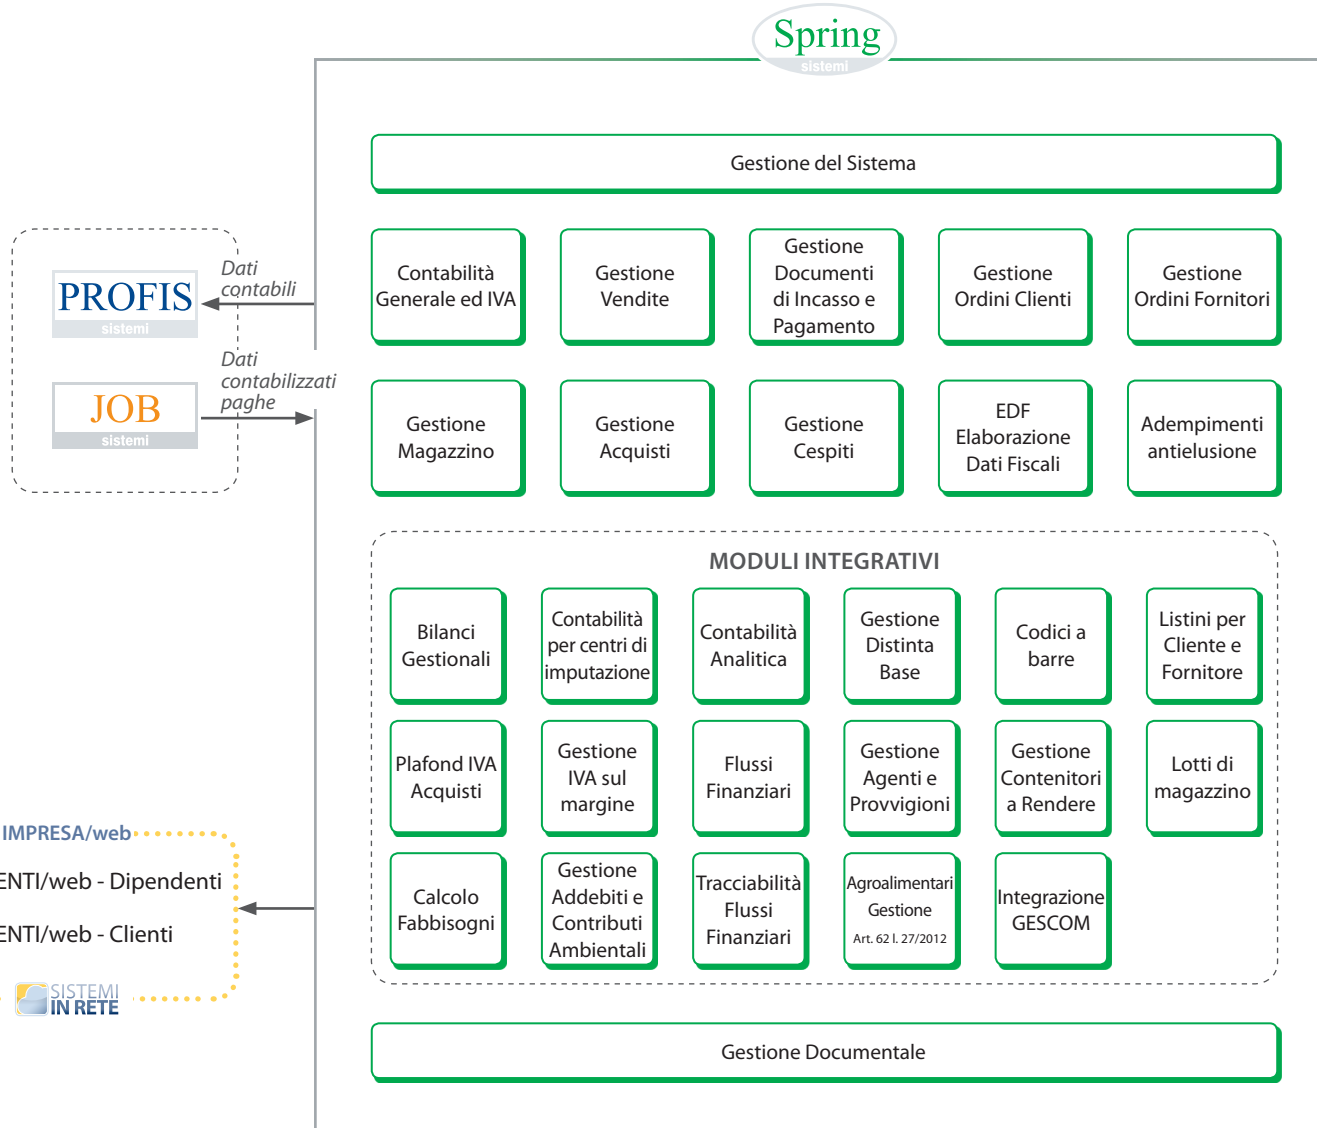 Spring
sistemi
Gestione del Sistema
PROFIS
sistemi
Dati
contabili
JOB
sistemi
Dati
contabilizzati
paghe
Contabilità
Generale ed IVA
Gestione
Vendite
Gestione
Documenti
di Incasso e
Pagamento
Gestione
Ordini Clienti
Gestione
Ordini Fornitori
Gestione
Magazzino
Gestione
Acquisti
Gestione
Cespiti
EDF
Elaborazione
Dati Fiscali
Adempimenti
antielusione
MODULI INTEGRATIVI
Bilanci
Gestionali
Contabilità
per centri di
imputazione
Contabilità
Analitica
Gestione
Distinta
Base
Codici a
barre
Listini per
Cliente e
Fornitore
Plafond IVA
Acquisti
Gestione
IVA sul
margine
Flussi
Finanziari
Gestione
Agenti e
Provvigioni
Gestione
Contenitori
a Rendere
Lotti di
magazzino
Calcolo
Fabbisogni
Gestione
Addebiti e
Contributi
Ambientali
Tracciabilità
Flussi
Finanziari
Agroalimentari
Gestione
Art. 62 l. 27/2012
Integrazione
GESCOM
IMPRESA/web
ENTI/web - Dipendenti
ENTI/web - Clienti
SISTEMI
IN RETE
Gestione Documentale